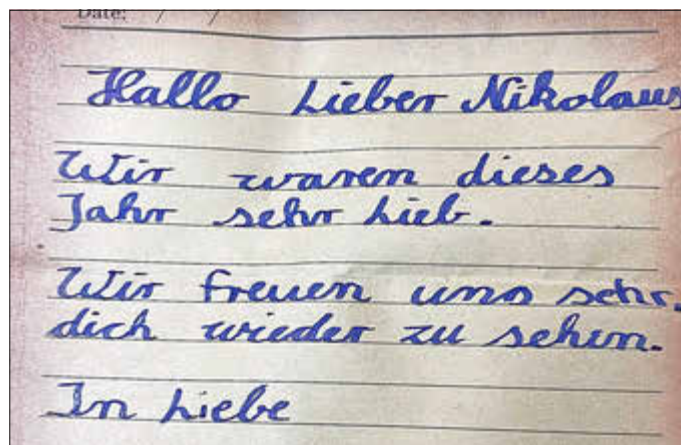 Date: / /
Hallo Lieber Nikolaus
Wir waren dieses
Jahr sehr Lieb.
Wir freuen uns sehr.
dich wieder zu sehen.
In Liebe